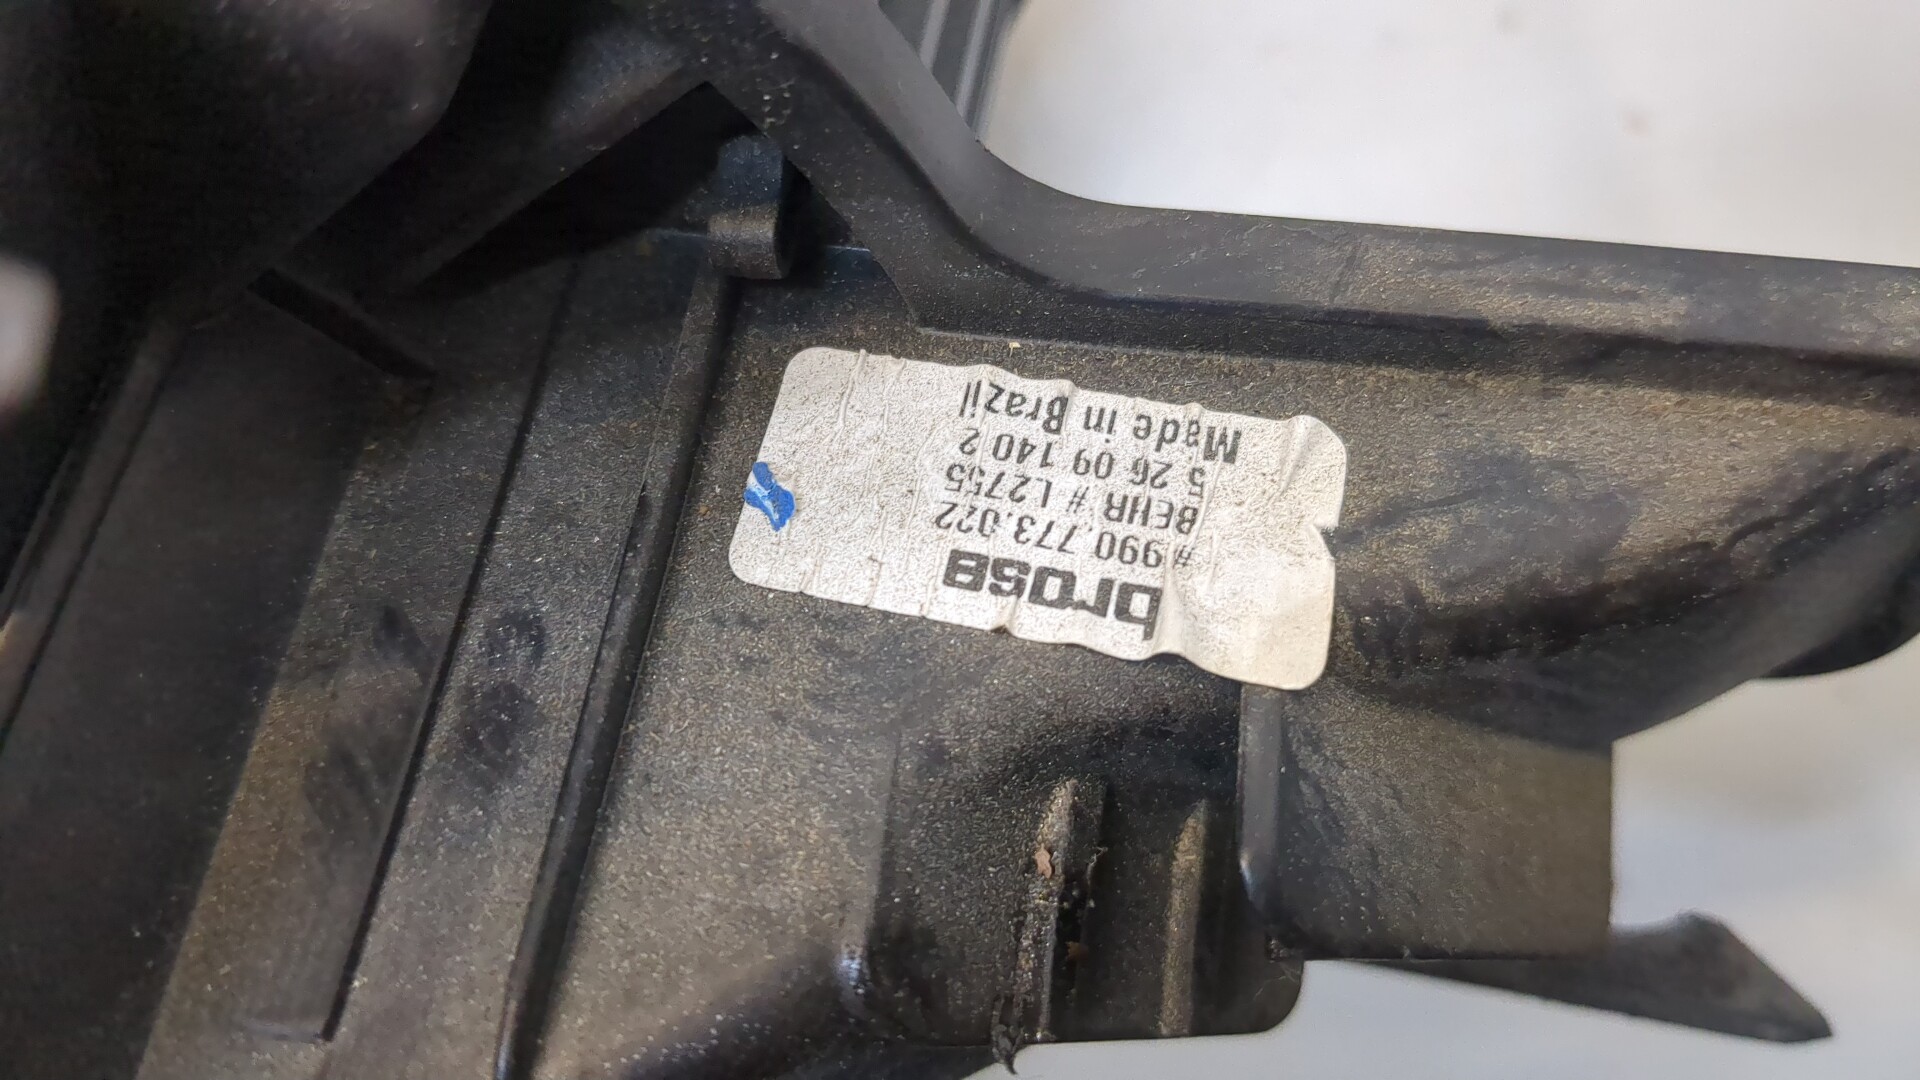 brose
#990.773.022
BEHR # L2755
5 26 09 140 2
Made in Brazil